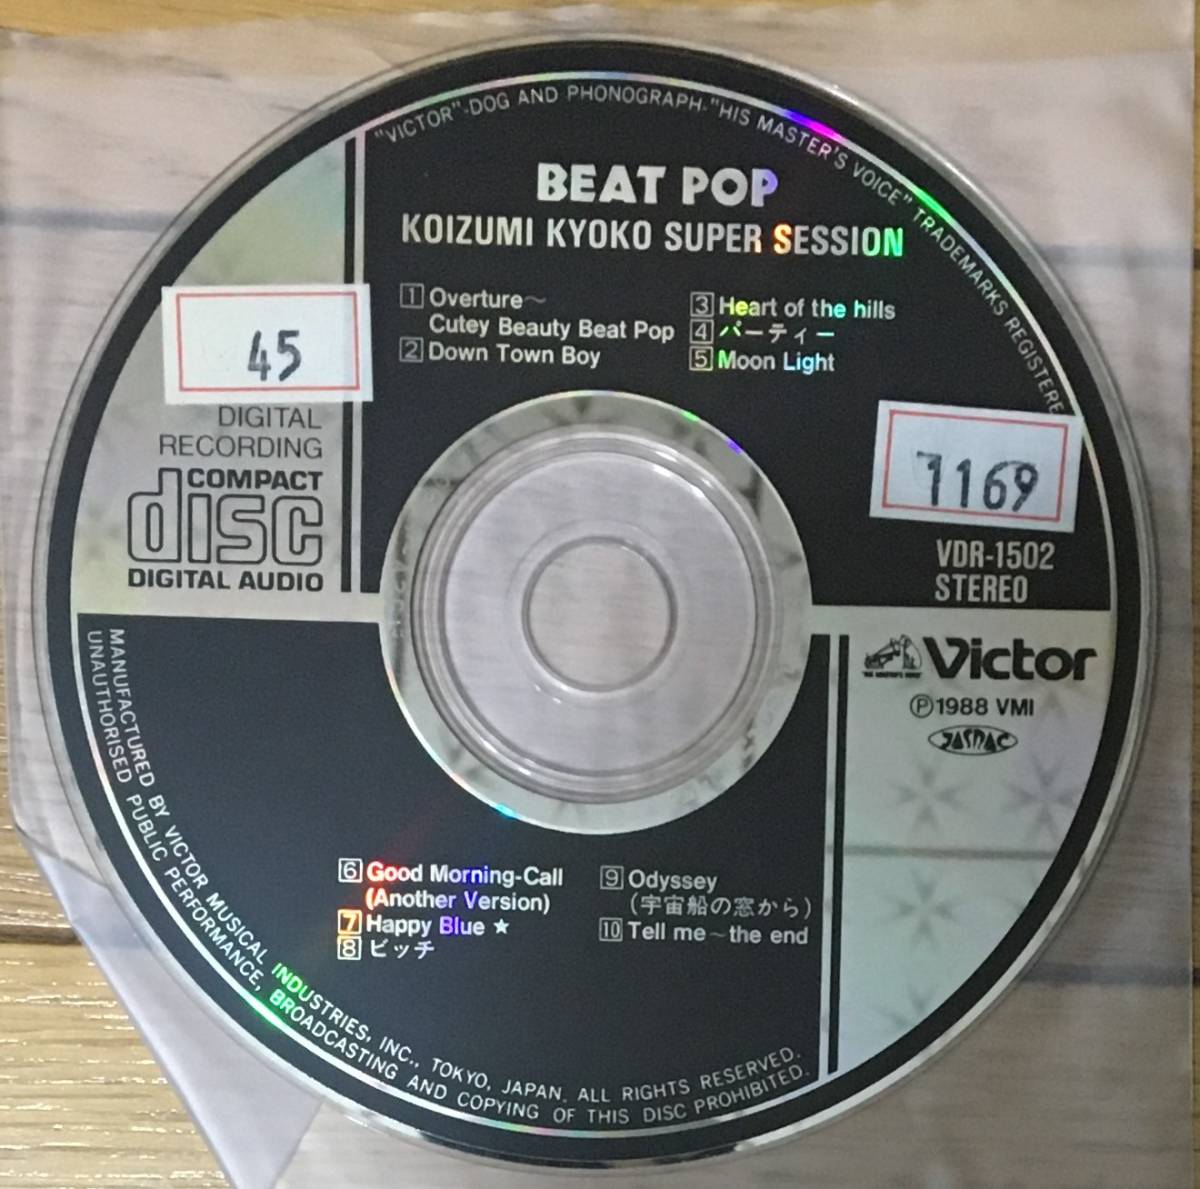 "VICTOR"-DOG AND PHONOGRAPH-"HIS MASTER'S VOICE" TRADEMARKS REGISTERE
BEAT POP
KOIZUMI KYOKO SUPER SESSION
1 Overture〜
Cutey Beauty Beat Pop
2 Down Town Boy
3 Heart of the hills
4 パーティー
5 Moon Light
45
DIGITAL
RECORDING
COMPACT
disc
DIGITAL AUDIO
1169
VDR-1502
STEREO
Victor
Ⓟ1988 VMI
JASRAC
6 Good Morning-Call
(Another Version)
7 Happy Blue ★
8 ビッチ
9 Odyssey
(宇宙船の窓から)
10 Tell me〜the end
MANUFACTURED BY VICTOR MUSICAL INDUSTRIES, INC., TOKYO, JAPAN. ALL RIGHTS RESERVED.
UNAUTHORISED PUBLIC PERFORMANCE, BROADCASTING AND COPYING OF THIS DISC PROHIBITED.